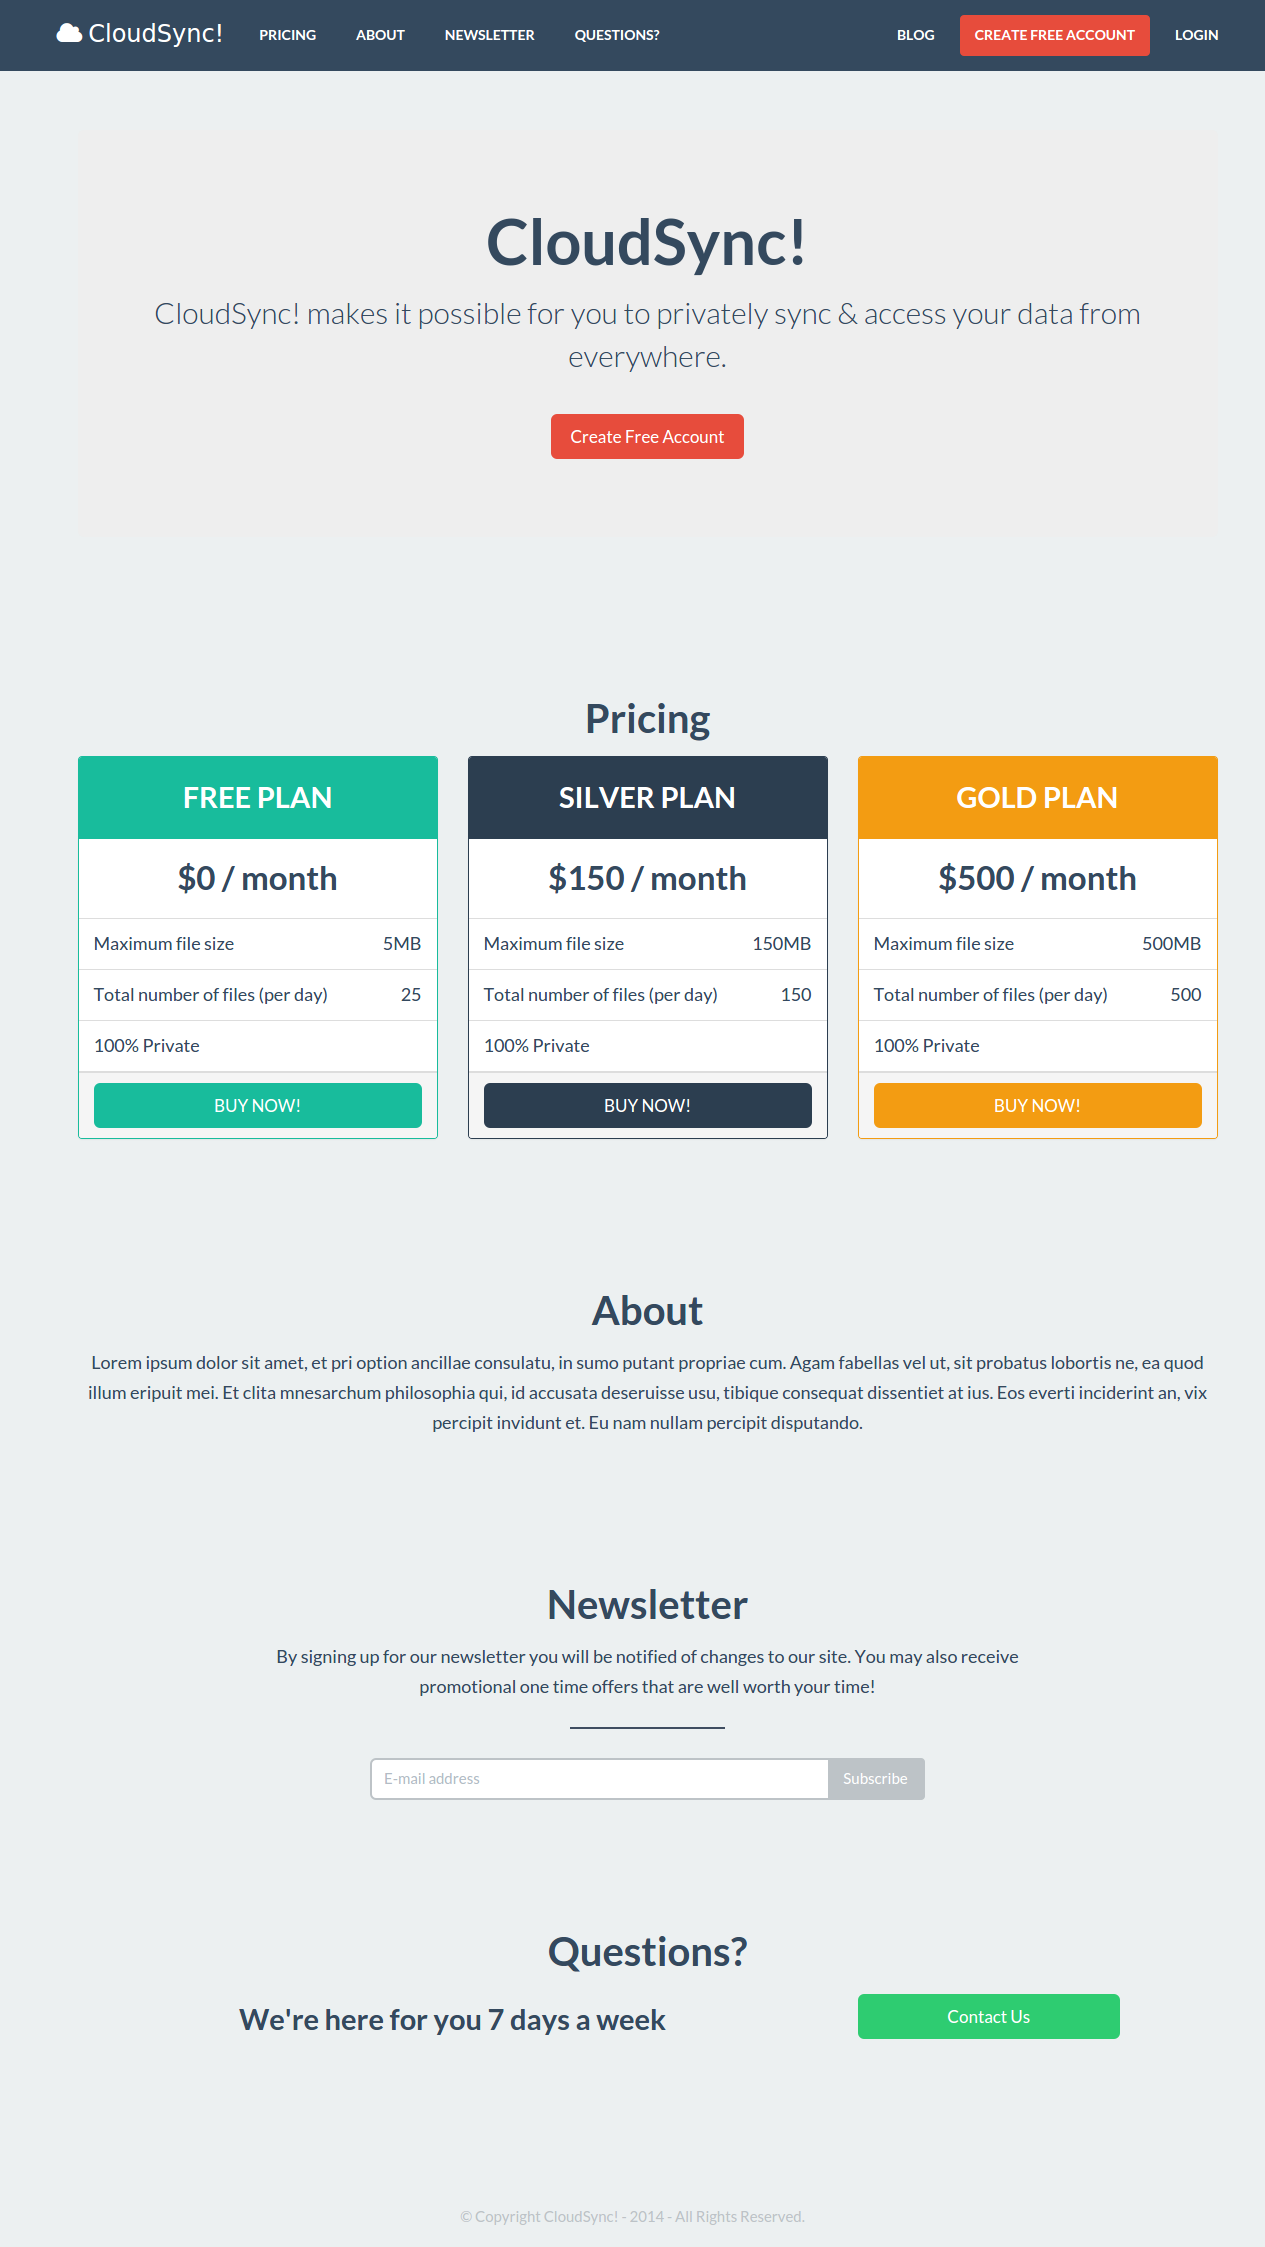 CloudSync! PRICING ABOUT NEWSLETTER QUESTIONS? BLOG CREATE FREE ACCOUNT LOGIN
CloudSync!
CloudSync! makes it possible for you to privately sync & access your data from
everywhere.
Create Free Account
Pricing
FREE PLAN
$0 / month
Maximum file size 5MB
Total number of files (per day) 25
100% Private
BUY NOW!
SILVER PLAN
$150 / month
Maximum file size 150MB
Total number of files (per day) 150
100% Private
BUY NOW!
GOLD PLAN
$500 / month
Maximum file size 500MB
Total number of files (per day) 500
100% Private
BUY NOW!
About
Lorem ipsum dolor sit amet, et pri option ancillae consulatu, in sumo putant propriae cum. Agam fabellas vel ut, sit probatus lobortis ne, ea quod
illum eripuit mei. Et clita mnesarchum philosophia qui, id accusata deseruisse usu, tibique consequat dissentiet at ius. Eos everti inciderint an, vix
percipit invidunt et. Eu nam nullam percipit disputando.
Newsletter
By signing up for our newsletter you will be notified of changes to our site. You may also receive
promotional one time offers that are well worth your time!
E-mail address Subscribe
Questions?
We're here for you 7 days a week Contact Us
© Copyright CloudSync! - 2014 - All Rights Reserved.